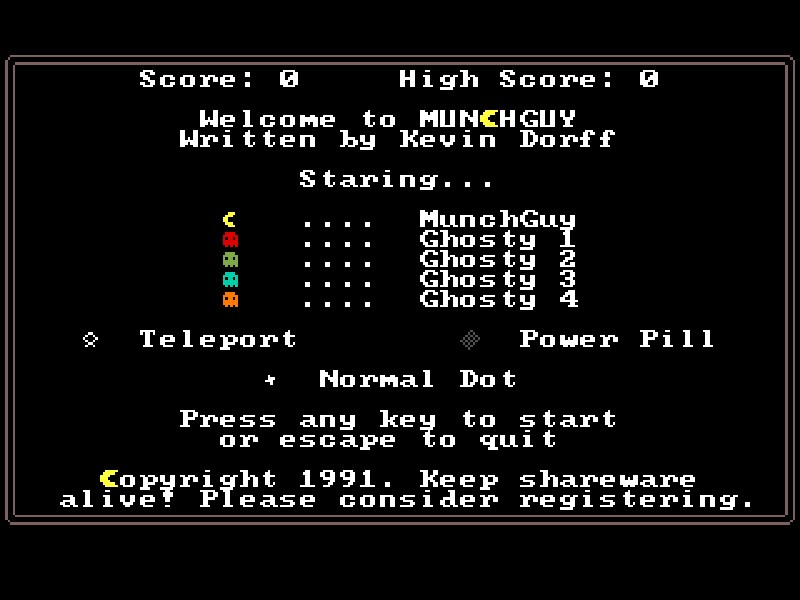 Score: 0 High Score: 0
Welcome to MUNCHGUY
Written by Kevin Dorff
Staring...
.... MunchGuy
.... Ghosty 1
.... Ghosty 2
.... Ghosty 3
.... Ghosty 4
Teleport Power Pill
Normal Dot
Press any key to start
or escape to quit
Copyright 1991. Keep shareware
alive! Please consider registering.